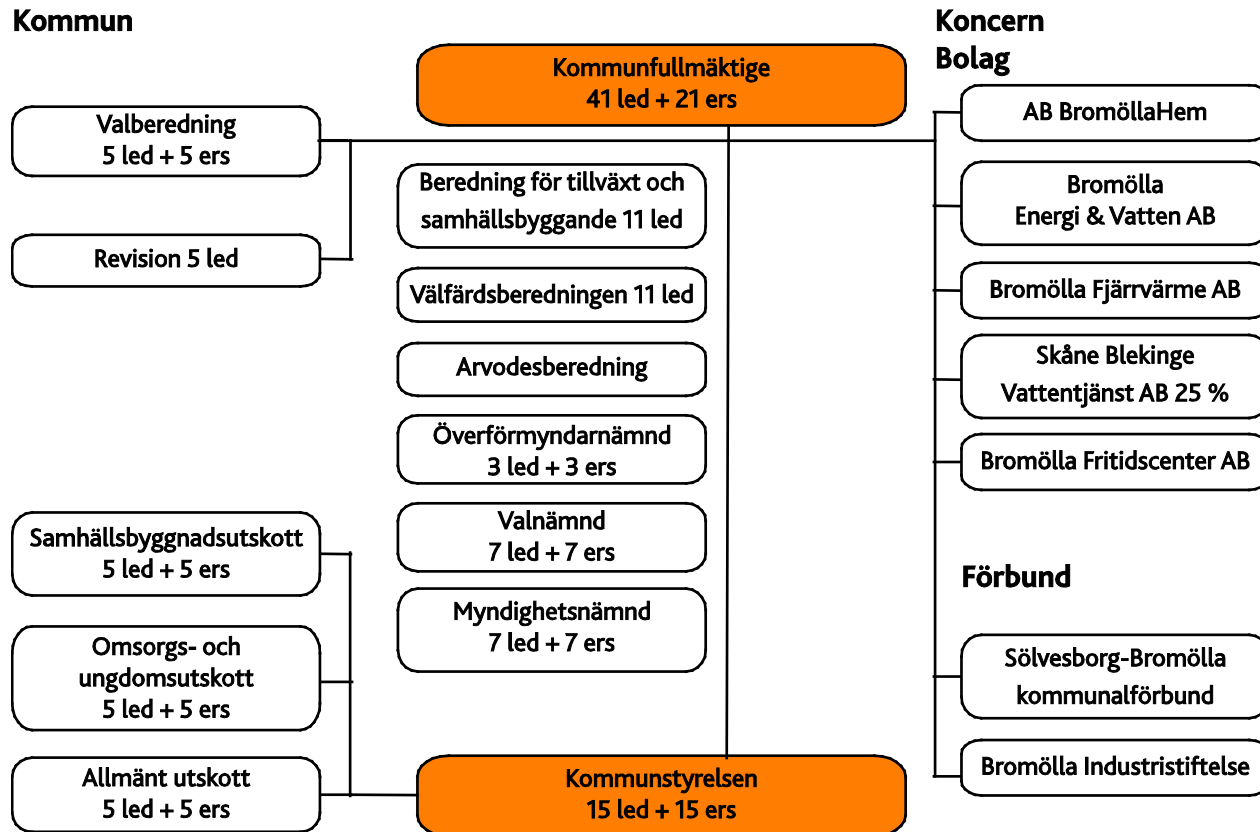 Kommun
Kommunfullmäktige
41 led + 21 ers
Valberedning
5 led + 5 ers
Revision 5 led
Beredning för tillväxt och
samhällsbyggande 11 led
Välfärdsberedningen 11 led
Arvodesberedning
Överförmyndarnämnd
3 led + 3 ers
Valnämnd
7 led + 7 ers
Myndighetsnämnd
7 led + 7 ers
Samhällsbyggnadsutskott
5 led + 5 ers
Omsorgs- och
ungdomsutskott
5 led + 5 ers
Allmänt utskott
5 led + 5 ers
Kommunstyrelsen
15 led + 15 ers
Koncern
Bolag
AB BromöllaHem
Bromölla
Energi & Vatten AB
Bromölla Fjärrvärme AB
Skåne Blekinge
Vattentjänst AB 25 %
Bromölla Fritidscenter AB
Förbund
Sölvesborg-Bromölla
kommunalförbund
Bromölla Industristiftelse